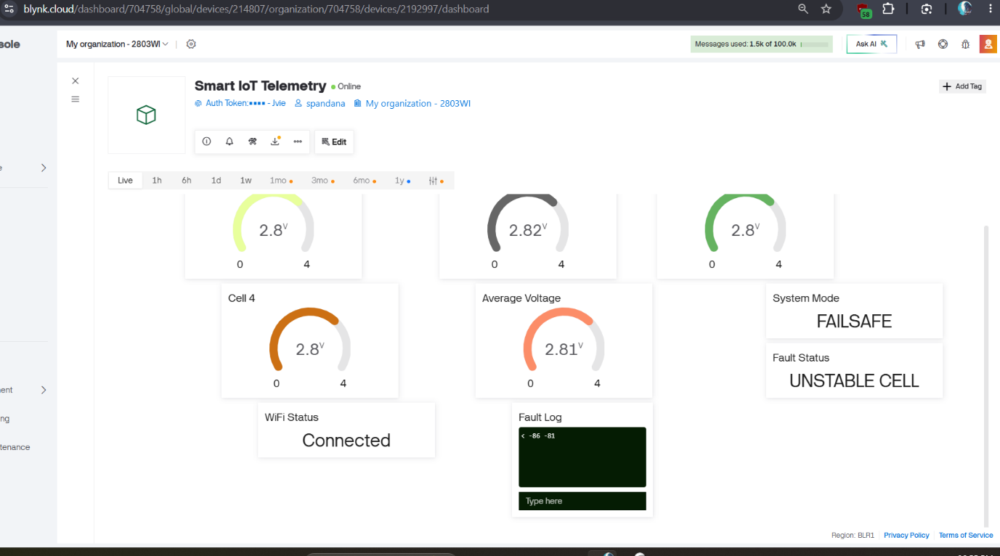 blynk.cloud/dashboard/704758/global/devices/214807/organization/704758/devices/2192997/dashboard
58
sole
My organization - 2803WI
Messages used: 1.5k of 100.0k
Ask AI
Smart IoT Telemetry
Online
Add Tag
Auth Token:▪▪▪▪ - Jvie
spandana
My organization - 2803WI
Edit
Live 1h 6h 1d 1w 1mo 3mo 6mo 1y
e
2.8V
0 4
2.82V
0 4
2.8V
0 4
Cell 4
2.8V
0 4
Average Voltage
2.81V
0 4
System Mode
FAILSAFE
Fault Status
UNSTABLE CELL
ent
ng
tenance
WiFi Status
Connected
Fault Log
< -86 -81
Type here
Region: BLR1
Privacy Policy
Terms of Service